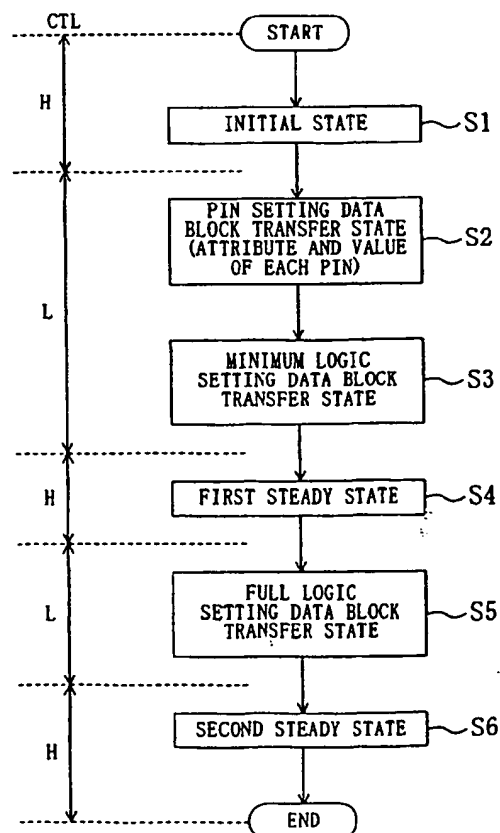 CTL
START
H
INITIAL STATE
S1
PIN SETTING DATA
BLOCK TRANSFER STATE
(ATTRIBUTE AND VALUE
OF EACH PIN)
S2
L
MINIMUM LOGIC
SETTING DATA BLOCK
TRANSFER STATE
S3
H
FIRST STEADY STATE
S4
L
FULL LOGIC
SETTING DATA BLOCK
TRANSFER STATE
S5
H
SECOND STEADY STATE
S6
END